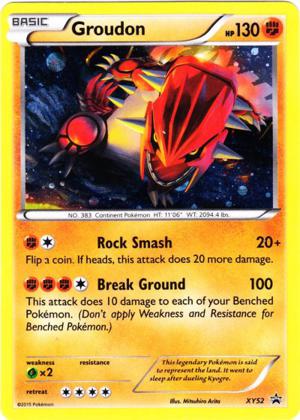 BASIC
Groudon
HP 130
NO. 383 Continent Pokémon HT: 11'06" WT: 2094.4 lbs.
Rock Smash 20+
Flip a coin. If heads, this attack does 20 more damage.
Break Ground 100
This attack does 10 damage to each of your Benched
Pokémon. (Don't apply Weakness and Resistance for
Benched Pokémon.)
weakness resistance
×2
retreat
This legendary Pokémon is said
to represent the land. It went to
sleep after dueling Kyogre.
©2015 Pokémon
Illus. Mitsuhiro Arita
XY52